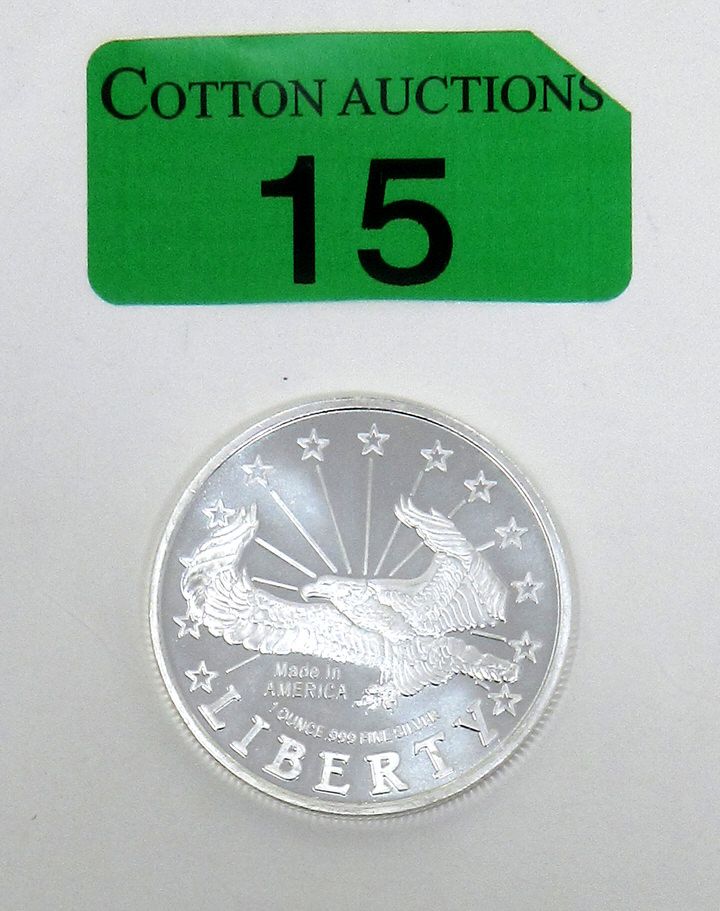 COTTON AUCTIONS
15
Made In
AMERICA
1 OUNCE .999 FINE SILVER
LIBERTY